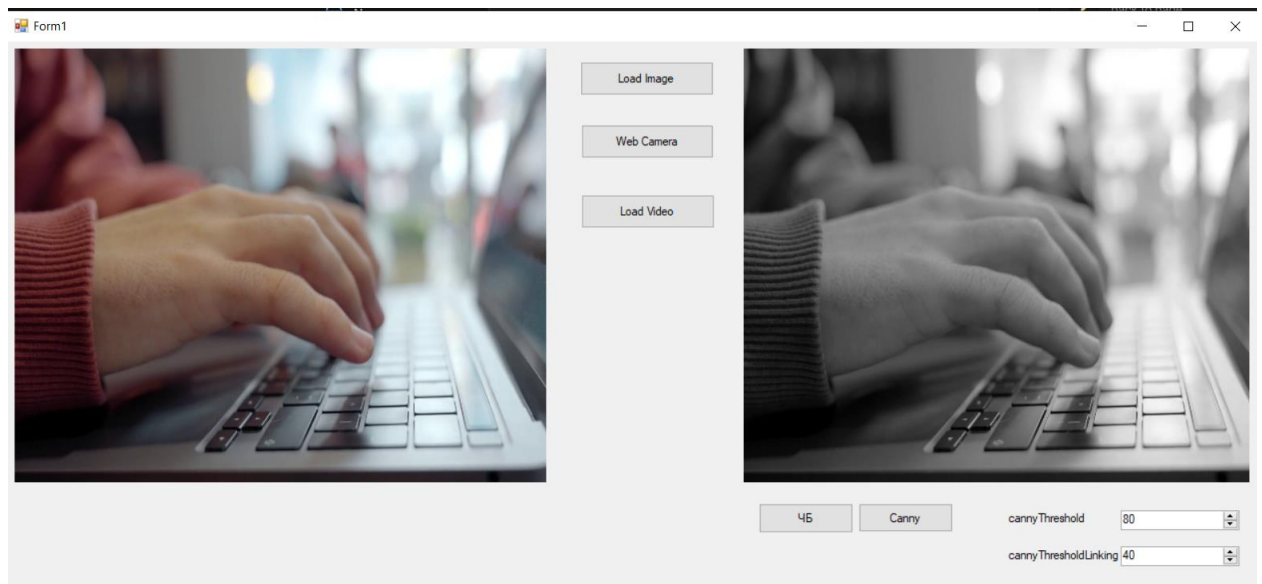 Form1
Load Image
Web Camera
Load Video
ЧБ
Canny
cannyThreshold
80
cannyThresholdLinking
40